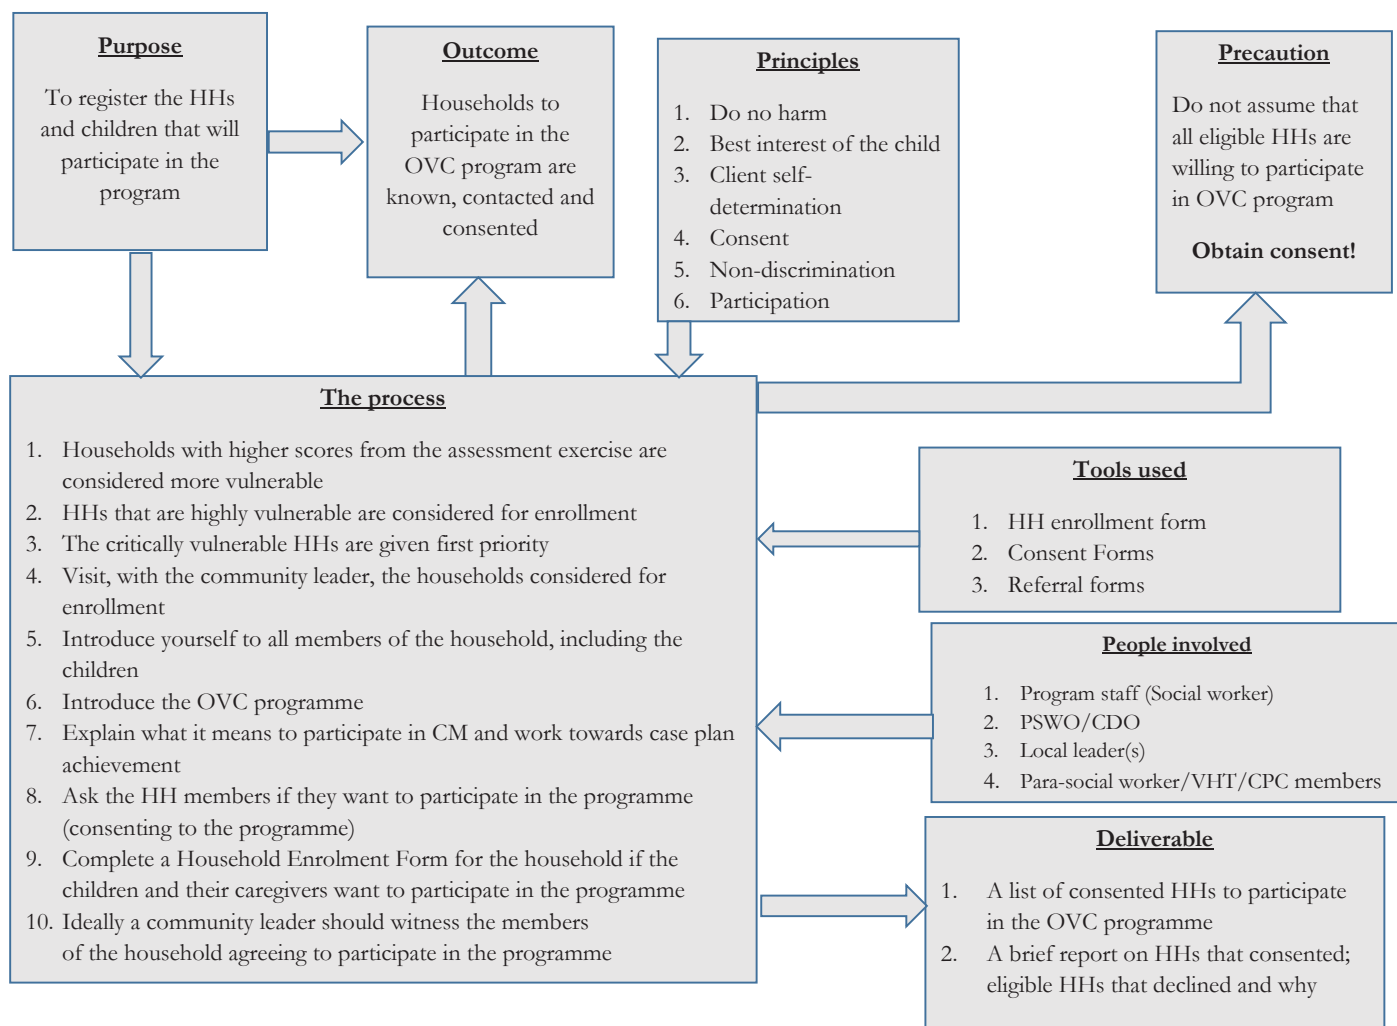 Purpose
To register the HHs
and children that will
participate in the
program
Outcome
Households to
participate in the
OVC program are
known, contacted and
consented
Principles
1. Do no harm
2. Best interest of the child
3. Client self-
determination
4. Consent
5. Non-discrimination
6. Participation
Precaution
Do not assume that
all eligible HHs are
willing to participate
in OVC program
Obtain consent!
The process
1. Households with higher scores from the assessment exercise are
considered more vulnerable
2. HHs that are highly vulnerable are considered for enrollment
3. The critically vulnerable HHs are given first priority
4. Visit, with the community leader, the households considered for
enrollment
5. Introduce yourself to all members of the household, including the
children
6. Introduce the OVC programme
7. Explain what it means to participate in CM and work towards case plan
achievement
8. Ask the HH members if they want to participate in the programme
(consenting to the programme)
9. Complete a Household Enrolment Form for the household if the
children and their caregivers want to participate in the programme
10. Ideally a community leader should witness the members
of the household agreeing to participate in the programme
Tools used
1. HH enrollment form
2. Consent Forms
3. Referral forms
People involved
1. Program staff (Social worker)
2. PSWO/CDO
3. Local leader(s)
4. Para-social worker/VHT/CPC members
Deliverable
1. A list of consented HHs to participate
in the OVC programme
2. A brief report on HHs that consented;
eligible HHs that declined and why